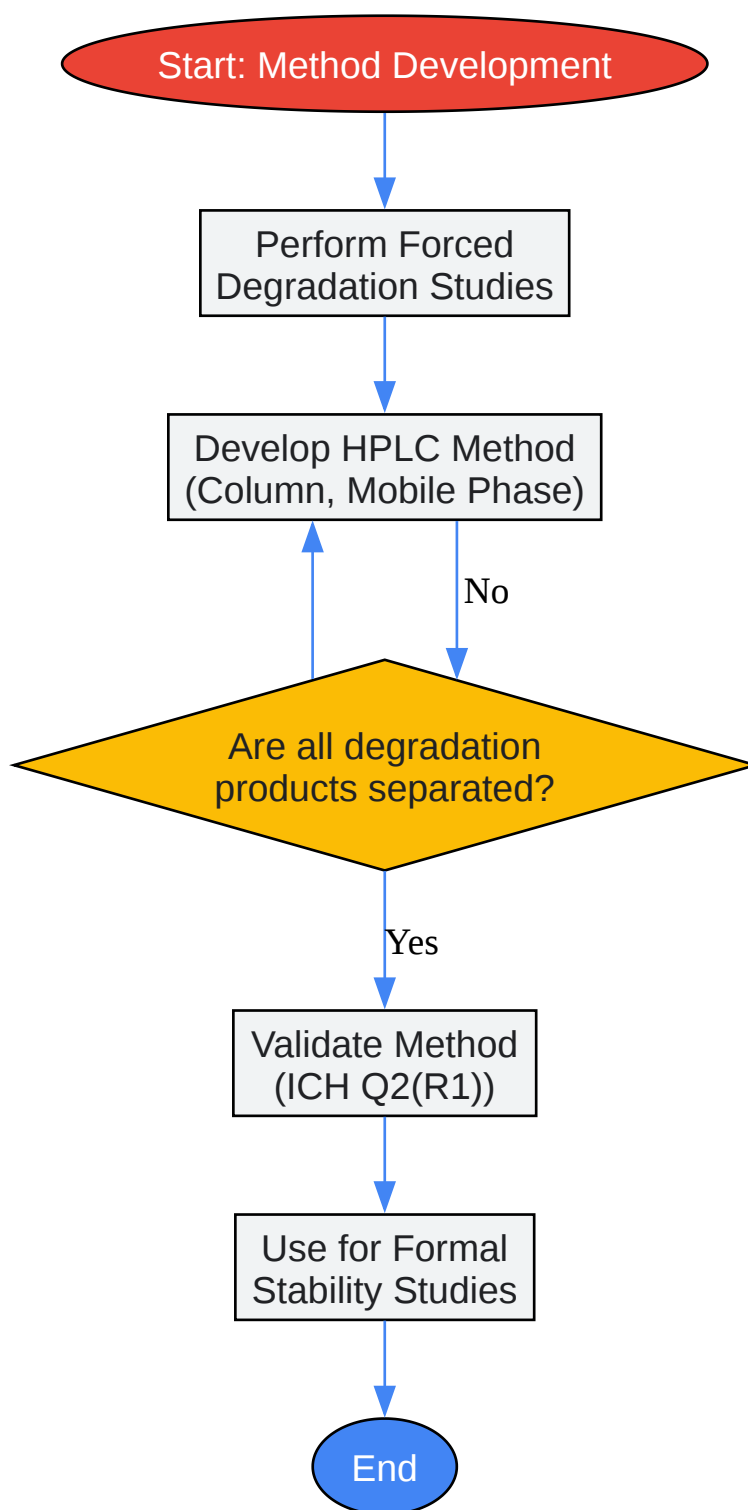 Start: Method Development
Perform Forced
Degradation Studies
Develop HPLC Method
(Column, Mobile Phase)
No
Are all degradation
products separated?
Yes
Validate Method
(ICH Q2(R1))
Use for Formal
Stability Studies
End